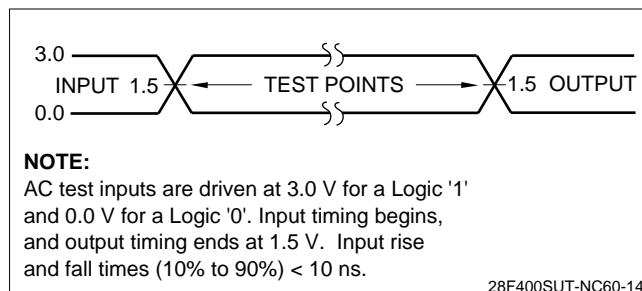 3.0
INPUT 1.5 TEST POINTS 1.5 OUTPUT
0.0
NOTE:
AC test inputs are driven at 3.0 V for a Logic '1'
and 0.0 V for a Logic '0'. Input timing begins,
and output timing ends at 1.5 V. Input rise
and fall times (10% to 90%) < 10 ns.
28F400SUT-NC60-14